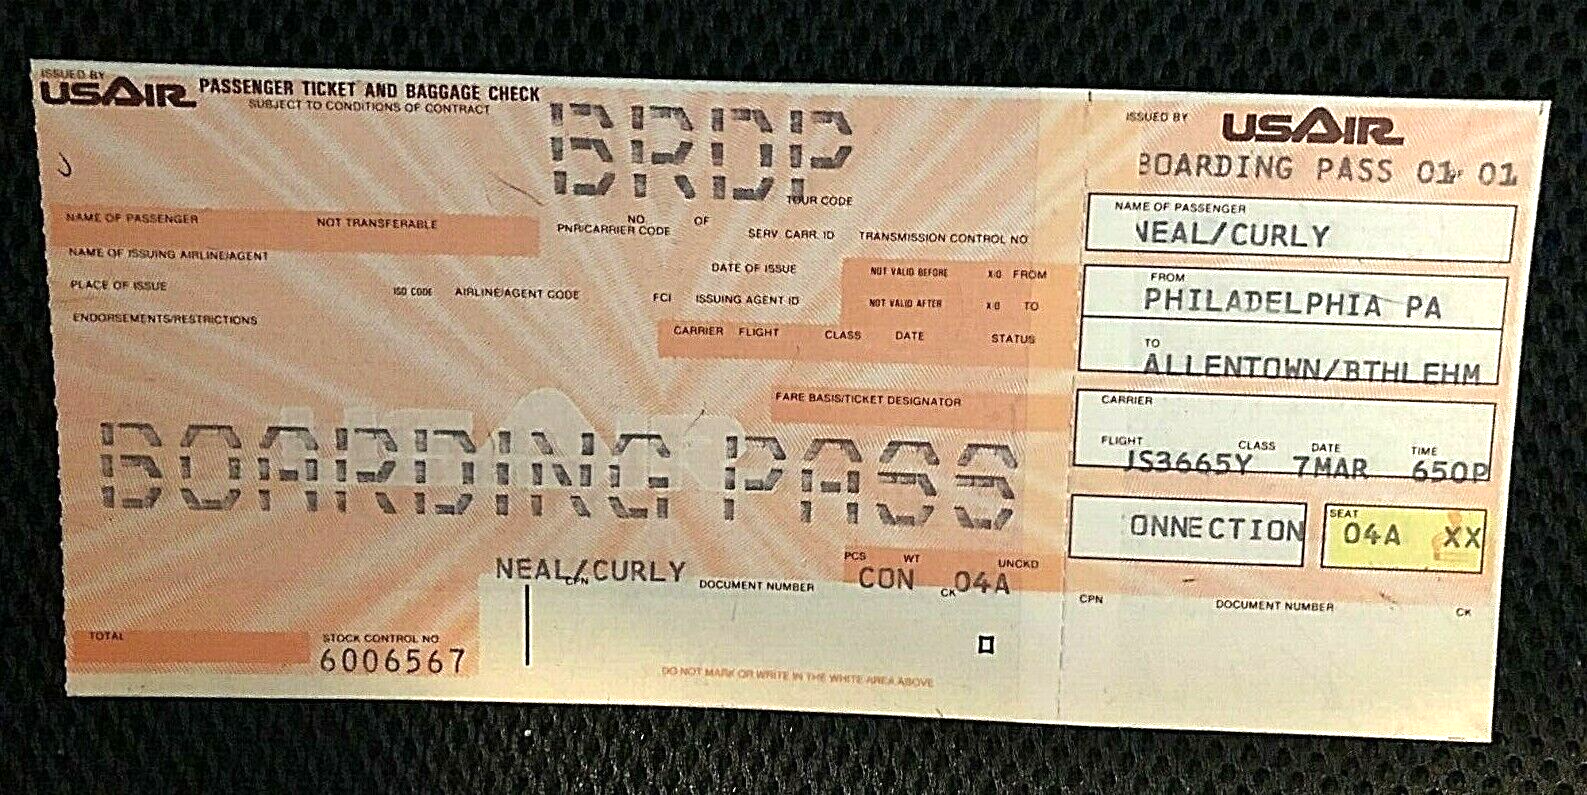 ISSUED BY
USAIR PASSENGER TICKET AND BAGGAGE CHECK
SUBJECT TO CONDITIONS OF CONTRACT
BRDP
TOUR CODE
NAME OF PASSENGER NOT TRANSFERABLE
NO. OF
PNR/CARRIER CODE SERV. CARR. ID TRANSMISSION CONTROL NO
NAME OF ISSUING AIRLINE/AGENT
DATE OF ISSUE NOT VALID BEFORE X/O FROM
PLACE OF ISSUE ISO CODE AIRLINE/AGENT CODE FCI ISSUING AGENT ID NOT VALID AFTER X/O TO
ENDORSEMENTS/RESTRICTIONS
CARRIER FLIGHT CLASS DATE STATUS
FARE BASIS/TICKET DESIGNATOR
BOARDING PASS
PCS WT UNCKD
NEAL/CURLY CON 04A
CPN DOCUMENT NUMBER CK
TOTAL STOCK CONTROL NO
6006567
DO NOT MARK OR WRITE IN THE WHITE AREA ABOVE
ISSUED BY USAIR
BOARDING PASS 01 01
NAME OF PASSENGER
NEAL/CURLY
FROM
PHILADELPHIA PA
TO
ALLENTOWN/BTHLEHM
CARRIER
FLIGHT CLASS DATE TIME
US3665Y 7MAR 650P
ONNECTION
SEAT
04A XX
CPN DOCUMENT NUMBER CK